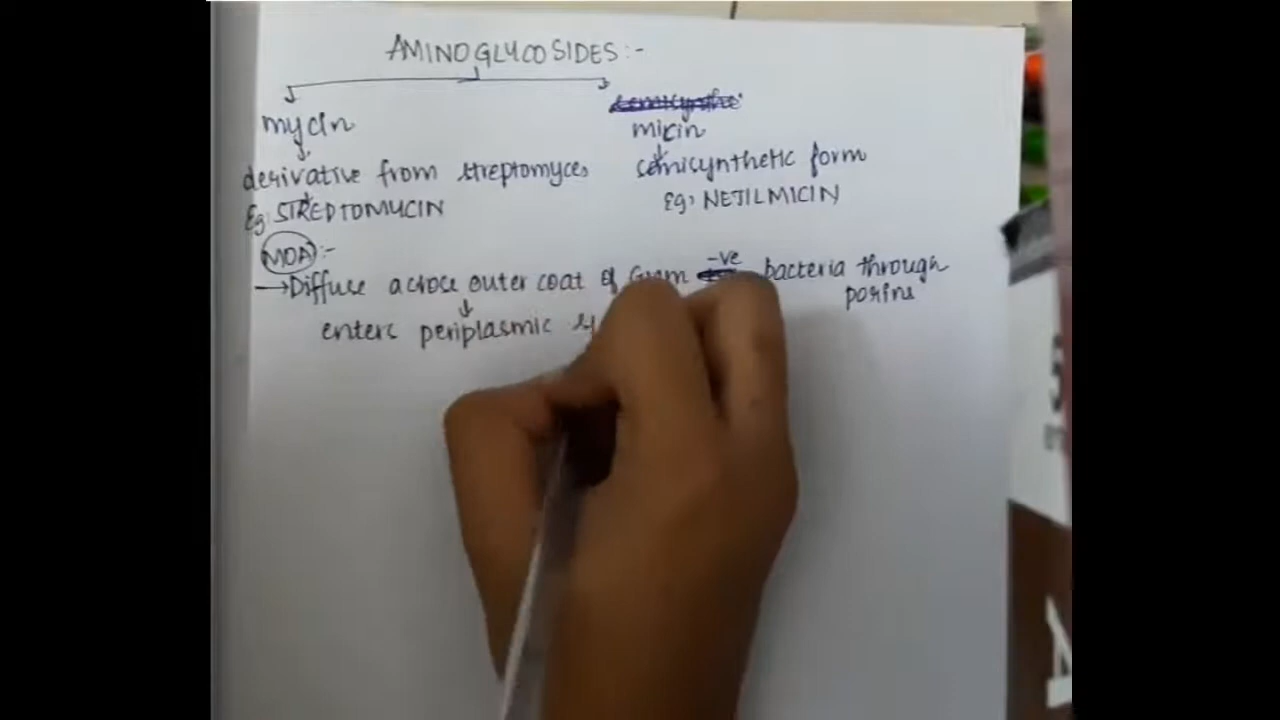 AMINOGLYCOSIDES :-
mycin
micin
derivative from streptomyces
semisynthetic form
Eg: STREPTOMYCIN
Eg: NETILMICIN
MOA :-
→ Diffuse across outer coat of Gram -ve bacteria through
porins
enters periplasmic